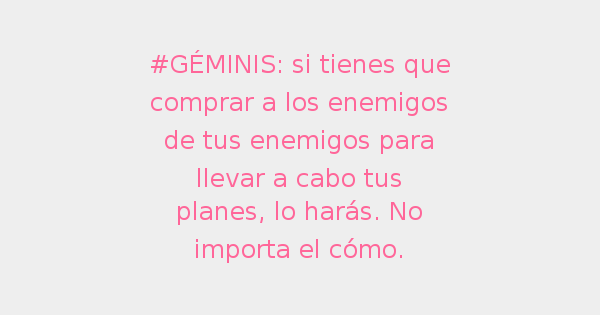 #GÉMINIS: si tienes que
comprar a los enemigos
de tus enemigos para
llevar a cabo tus
planes, lo harás. No
importa el cómo.